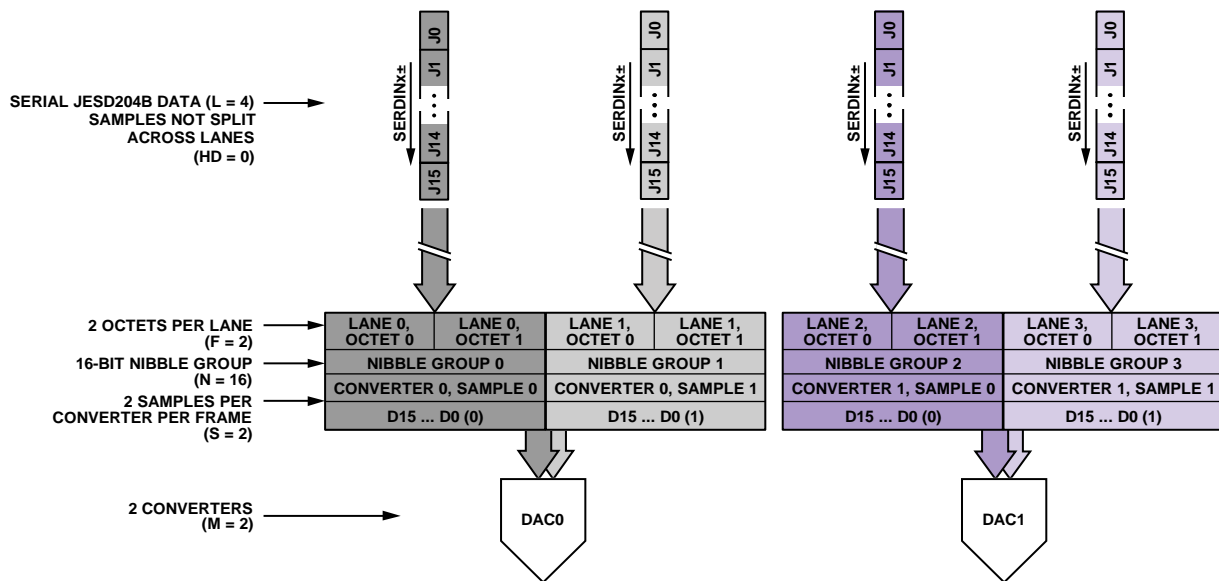 J0
J1
J14
J15
SERDINx±
J0
J1
J14
J15
SERDINx±
J0
J1
J14
J15
SERDINx±
J0
J1
J14
J15
SERDINx±
SERIAL JESD204B DATA (L = 4)
SAMPLES NOT SPLIT
ACROSS LANES
(HD = 0)
2 OCTETS PER LANE
(F = 2)
16-BIT NIBBLE GROUP
(N = 16)
2 SAMPLES PER
CONVERTER PER FRAME
(S = 2)
LANE 0,
OCTET 0
LANE 0,
OCTET 1
LANE 1,
OCTET 0
LANE 1,
OCTET 1
LANE 2,
OCTET 0
LANE 2,
OCTET 1
LANE 3,
OCTET 0
LANE 3,
OCTET 1
NIBBLE GROUP 0
NIBBLE GROUP 1
NIBBLE GROUP 2
NIBBLE GROUP 3
CONVERTER 0, SAMPLE 0
CONVERTER 0, SAMPLE 1
CONVERTER 1, SAMPLE 0
CONVERTER 1, SAMPLE 1
D15 ... D0 (0)
D15 ... D0 (1)
D15 ... D0 (0)
D15 ... D0 (1)
2 CONVERTERS
(M = 2)
DAC0
DAC1